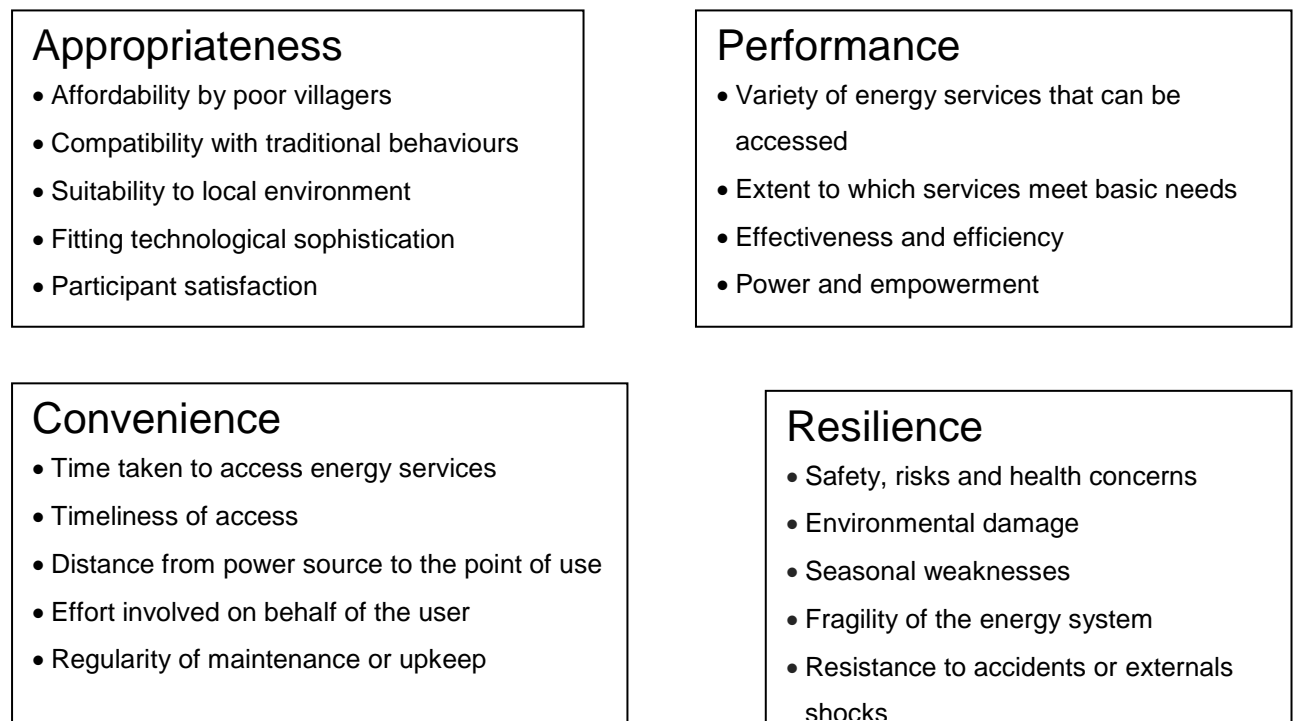 Appropriateness
• Affordability by poor villagers
• Compatibility with traditional behaviours
• Suitability to local environment
• Fitting technological sophistication
• Participant satisfaction
Performance
• Variety of energy services that can be
accessed
• Extent to which services meet basic needs
• Effectiveness and efficiency
• Power and empowerment
Convenience
• Time taken to access energy services
• Timeliness of access
• Distance from power source to the point of use
• Effort involved on behalf of the user
• Regularity of maintenance or upkeep
Resilience
• Safety, risks and health concerns
• Environmental damage
• Seasonal weaknesses
• Fragility of the energy system
• Resistance to accidents or externals
shocks